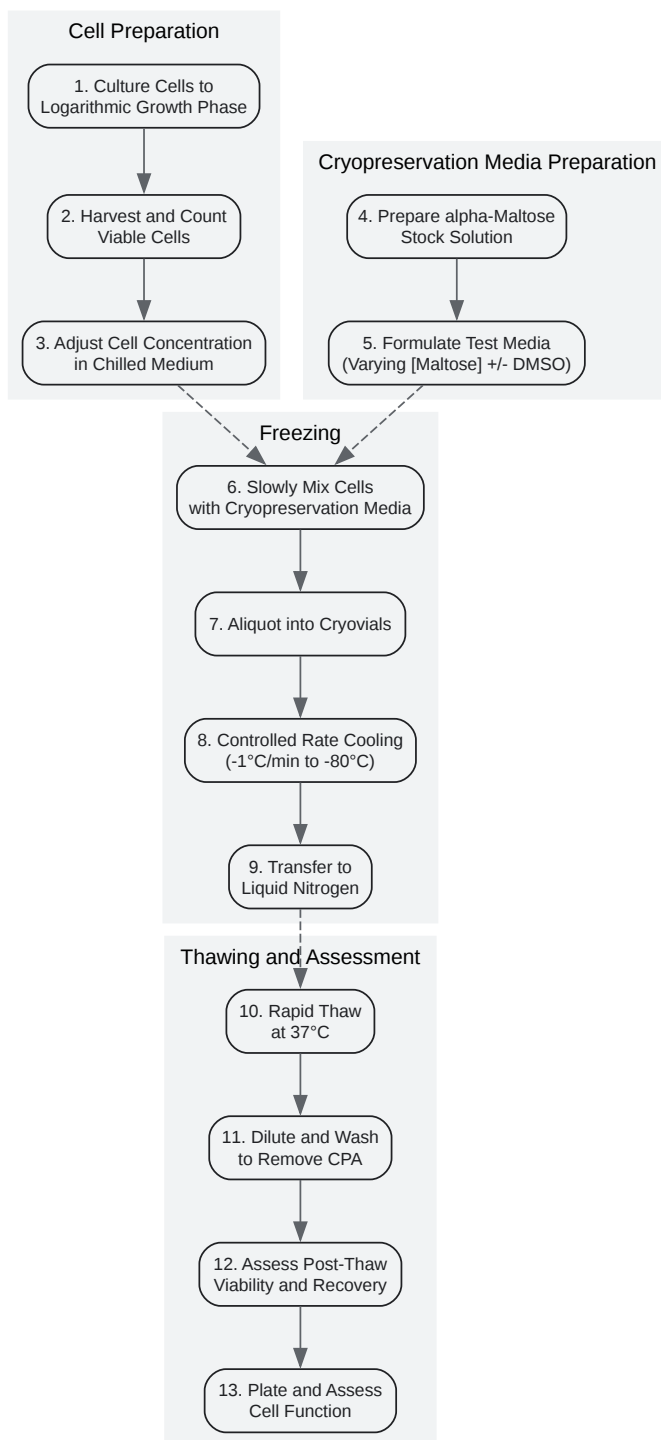 Cell Preparation
1. Culture Cells to
Logarithmic Growth Phase
2. Harvest and Count
Viable Cells
3. Adjust Cell Concentration
in Chilled Medium
Cryopreservation Media Preparation
4. Prepare alpha-Maltose
Stock Solution
5. Formulate Test Media
(Varying [Maltose] +/- DMSO)
Freezing
6. Slowly Mix Cells
with Cryopreservation Media
7. Aliquot into Cryovials
8. Controlled Rate Cooling
(-1°C/min to -80°C)
9. Transfer to
Liquid Nitrogen
Thawing and Assessment
10. Rapid Thaw
at 37°C
11. Dilute and Wash
to Remove CPA
12. Assess Post-Thaw
Viability and Recovery
13. Plate and Assess
Cell Function